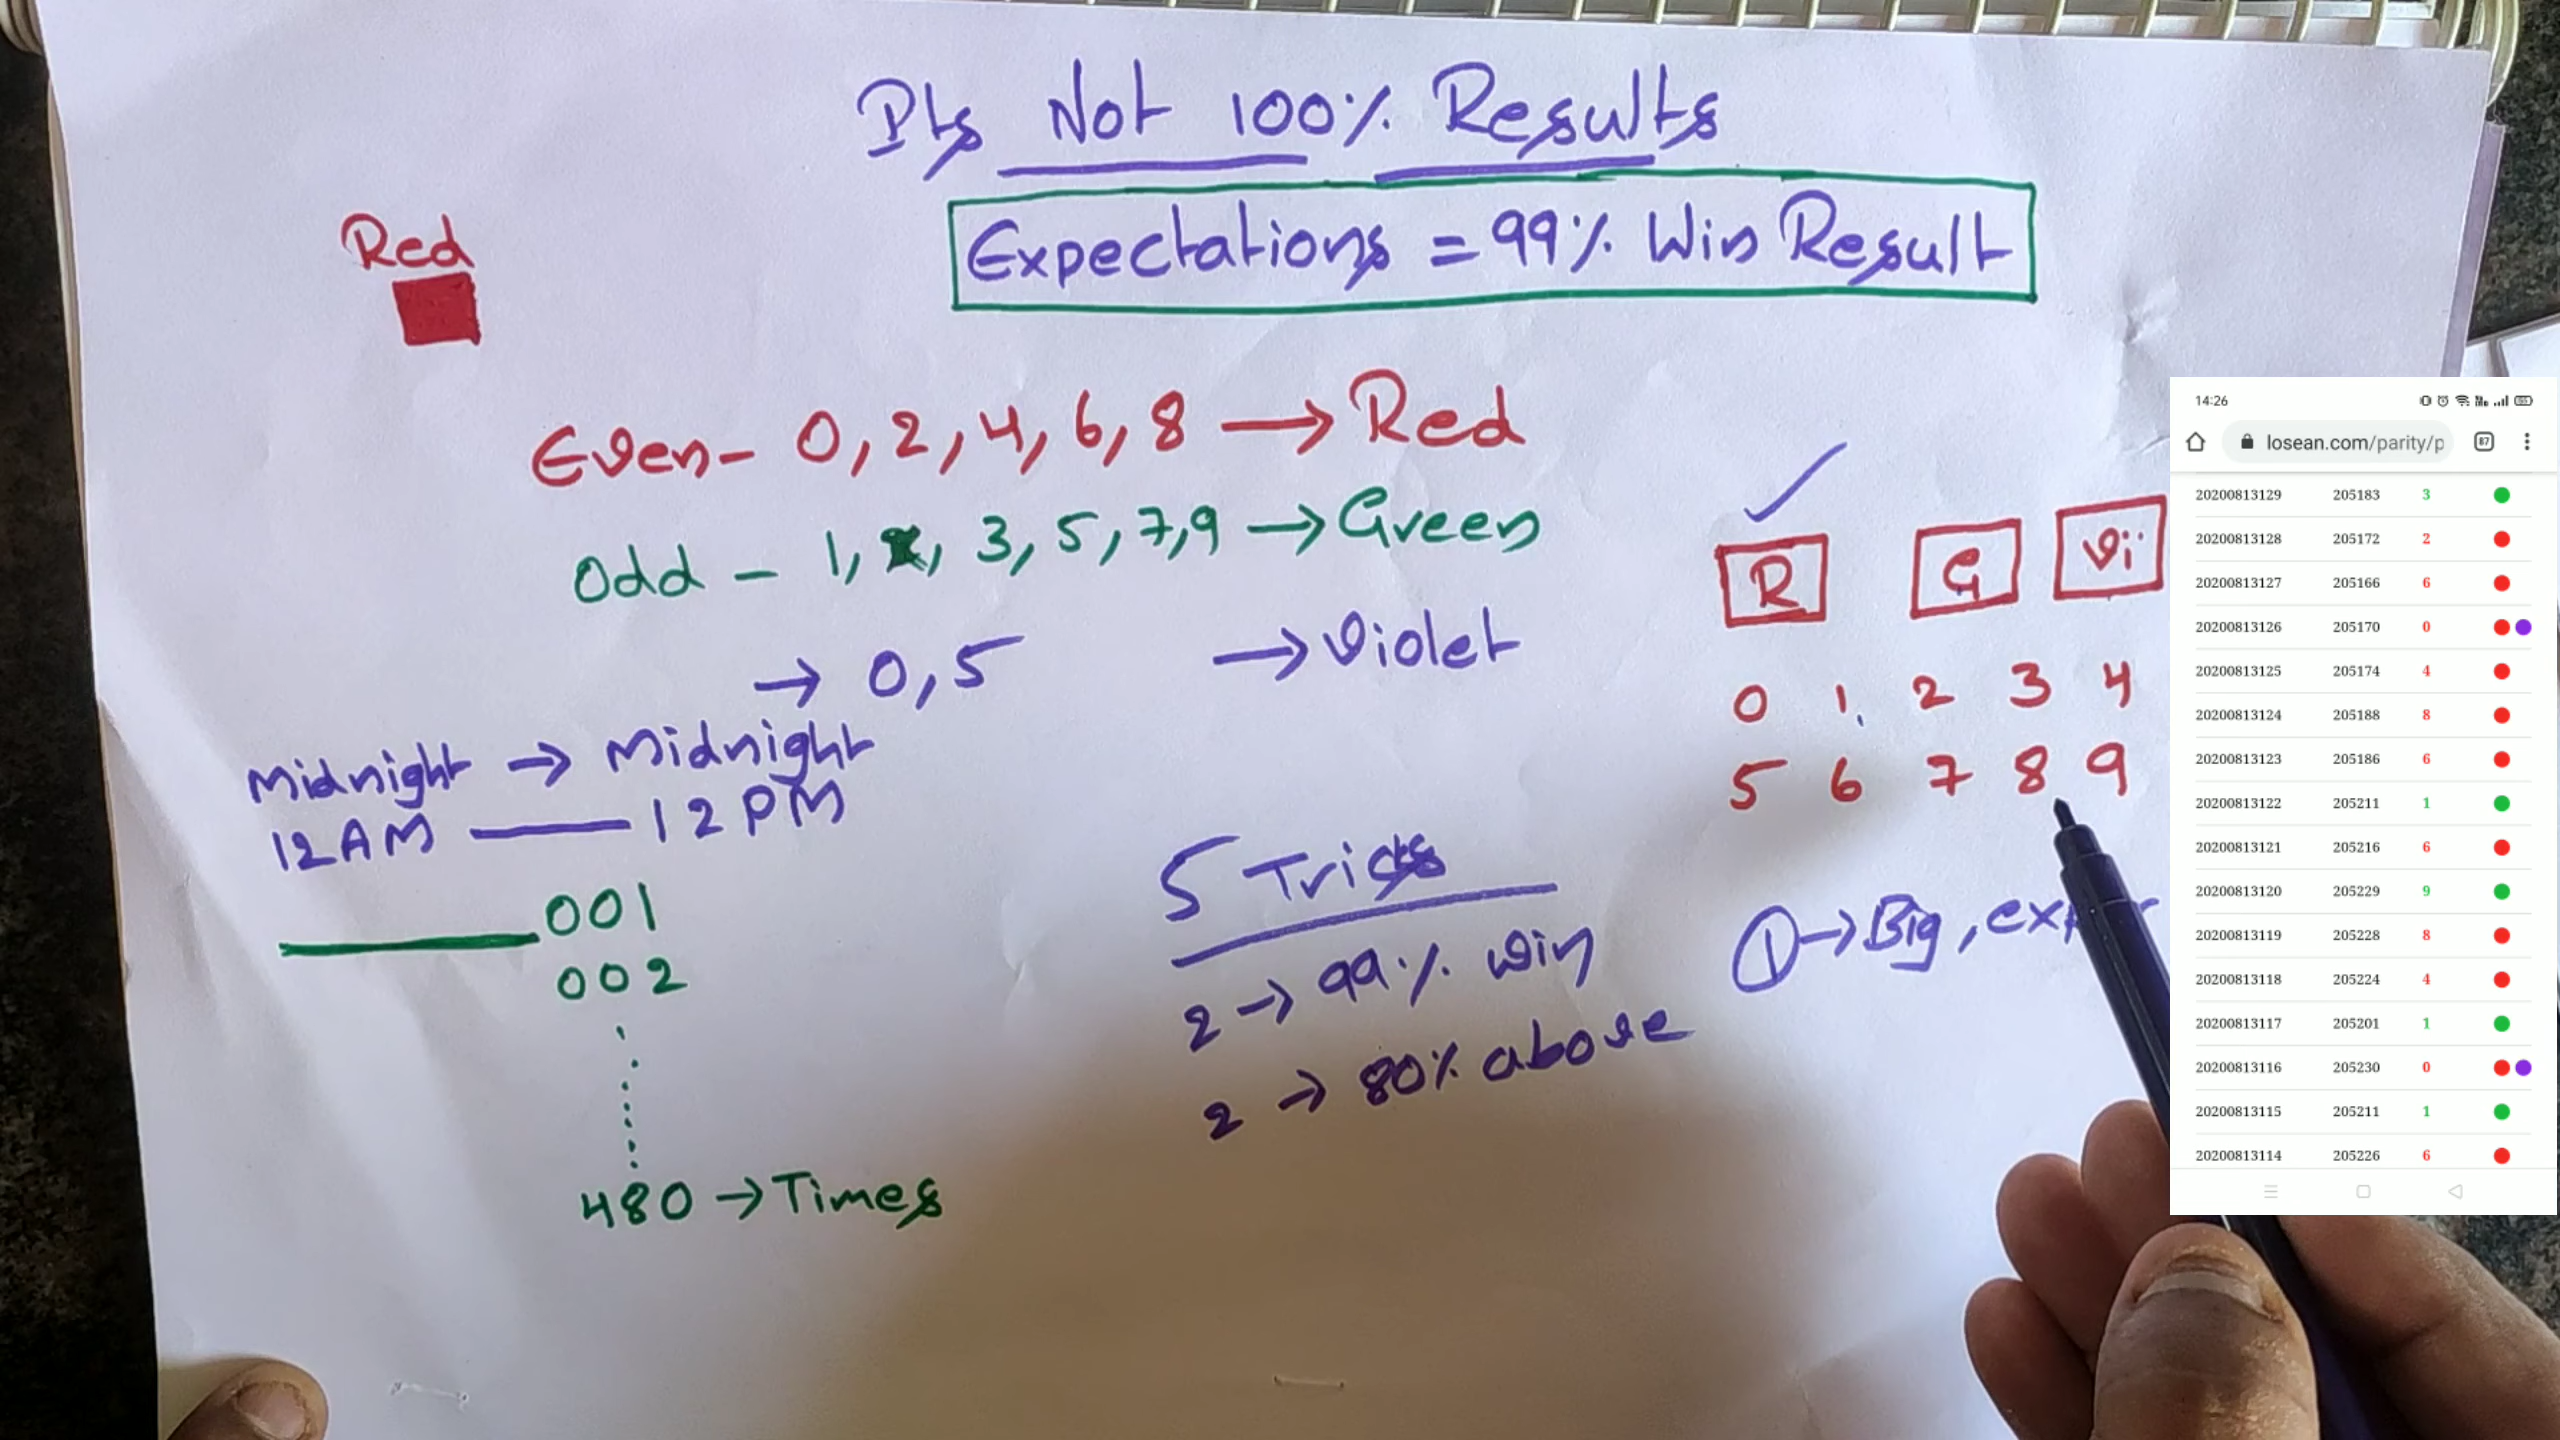 Its Not 100% Results
Expectations = 99% Win Result
Red
Even - 0, 2, 4, 6, 8 → Red
Odd - 1, 3, 5, 7, 9 → Green
→ 0, 5 → Violet
R G Vi
0 1 2 3 4
5 6 7 8 9
Midnight → Midnight
12AM — 12PM
001
002
480 → Times
5 Tricks
2 → 99% Win
2 → 80% above
① → Big,
14:26
87
losean.com/parity/p
20200813129 205183 3
20200813128 205172 2
20200813127 205166 6
20200813126 205170 0
20200813125 205174 4
20200813124 205188 8
20200813123 205186 6
20200813122 205211 1
20200813121 205216 6
20200813120 205229 9
20200813119 205228 8
20200813118 205224 4
20200813117 205201 1
20200813116 205230 0
20200813115 205211 1
20200813114 205226 6